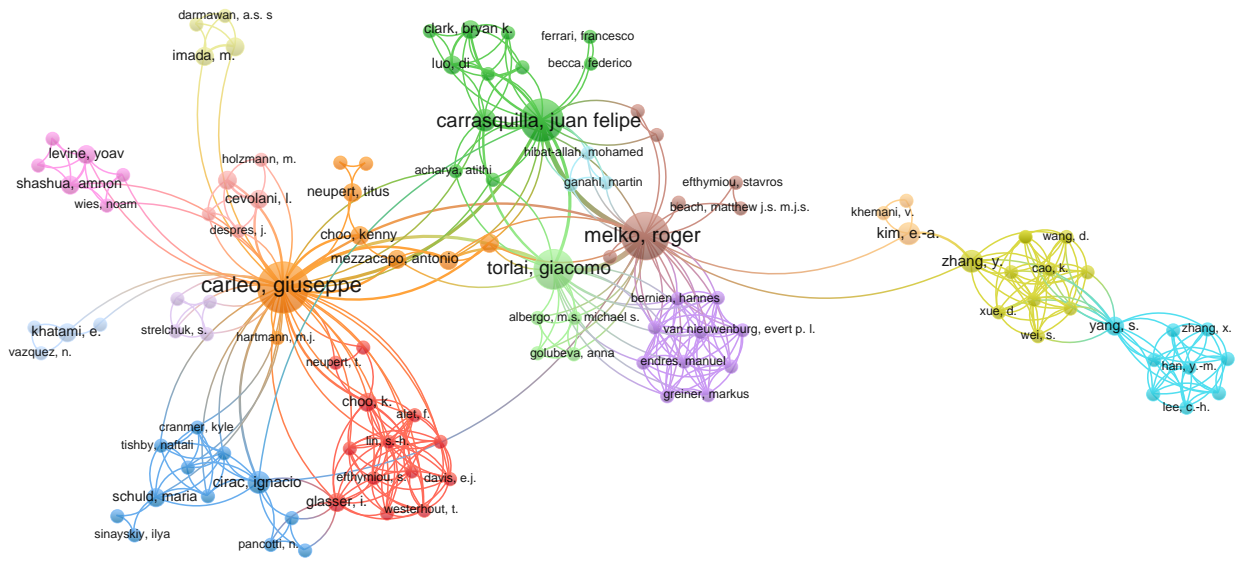 darmawan, a.s. s
imada, m.
clark, bryan k.
luo, di
ferrari, francesco
becca, federico
carrasquilla, juan felipe
hibat-allah, mohamed
levine, yoav
shashua, amnon
wies, noam
holzmann, m.
cevolani, l.
despres, j.
neupert, titus
choo, kenny
mezzacapo, antonio
acharya, atithi
ganahl, martin
efthymiou, stavros
beach, matthew j.s. m.j.s.
melko, roger
torlai, giacomo
carleo, giuseppe
khemani, v.
kim, e.-a.
zhang, y.
wang, d.
cao, k.
xue, d.
wei, s.
yang, s.
zhang, x.
han, y.-m.
lee, c.-h.
khatami, e.
vazquez, n.
strelchuk, s.
hartmann, m.j.
neupert, t.
bernien, hannes
albergo, m.s. michael s.
van nieuwenburg, evert p. l.
golubeva, anna
endres, manuel
greiner, markus
choo, k.
alet, f.
lin, s.-h.
efthymiou, s.
davis, e.j.
glasser, i.
westerhout, t.
cranmer, kyle
tishby, naftali
cirac, ignacio
schuld, maria
sinayskiy, ilya
pancotti, n.